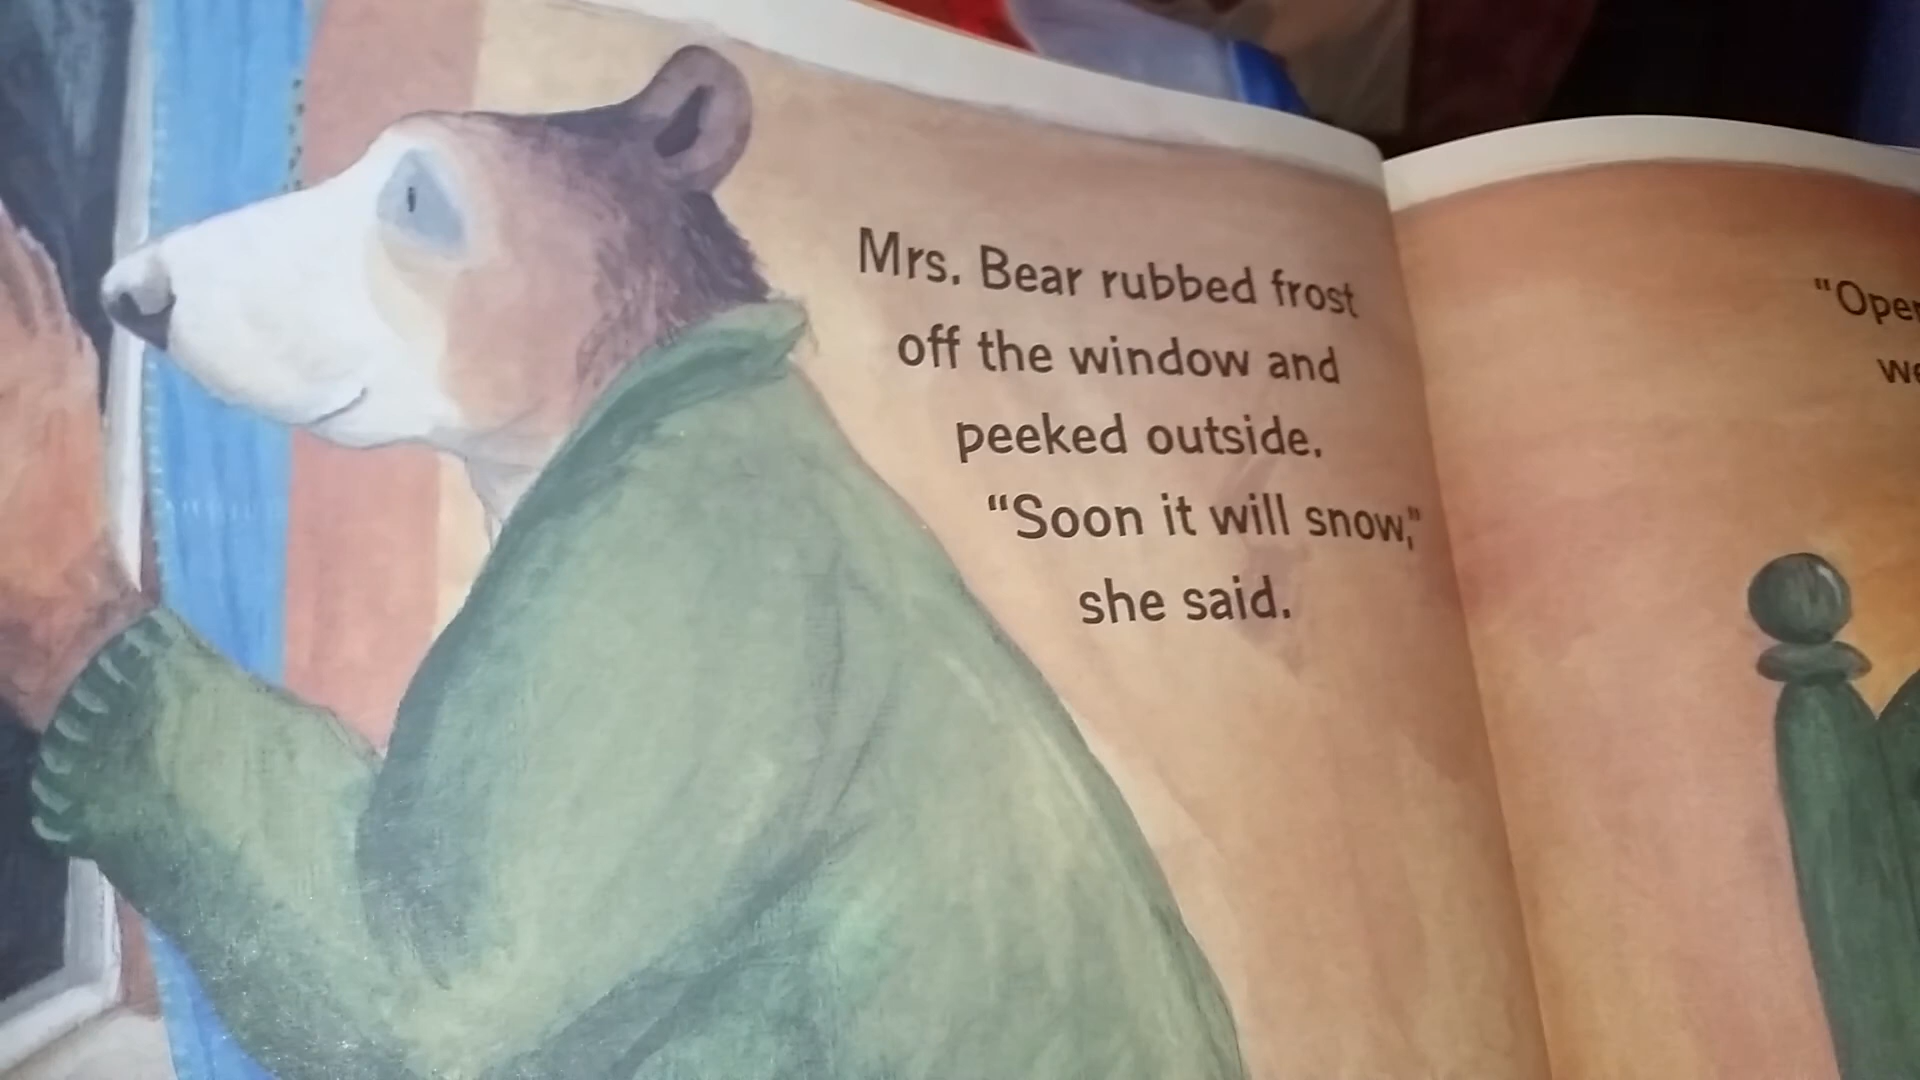 Mrs. Bear rubbed frost
off the window and
peeked outside.
“Soon it will snow,”
she said.